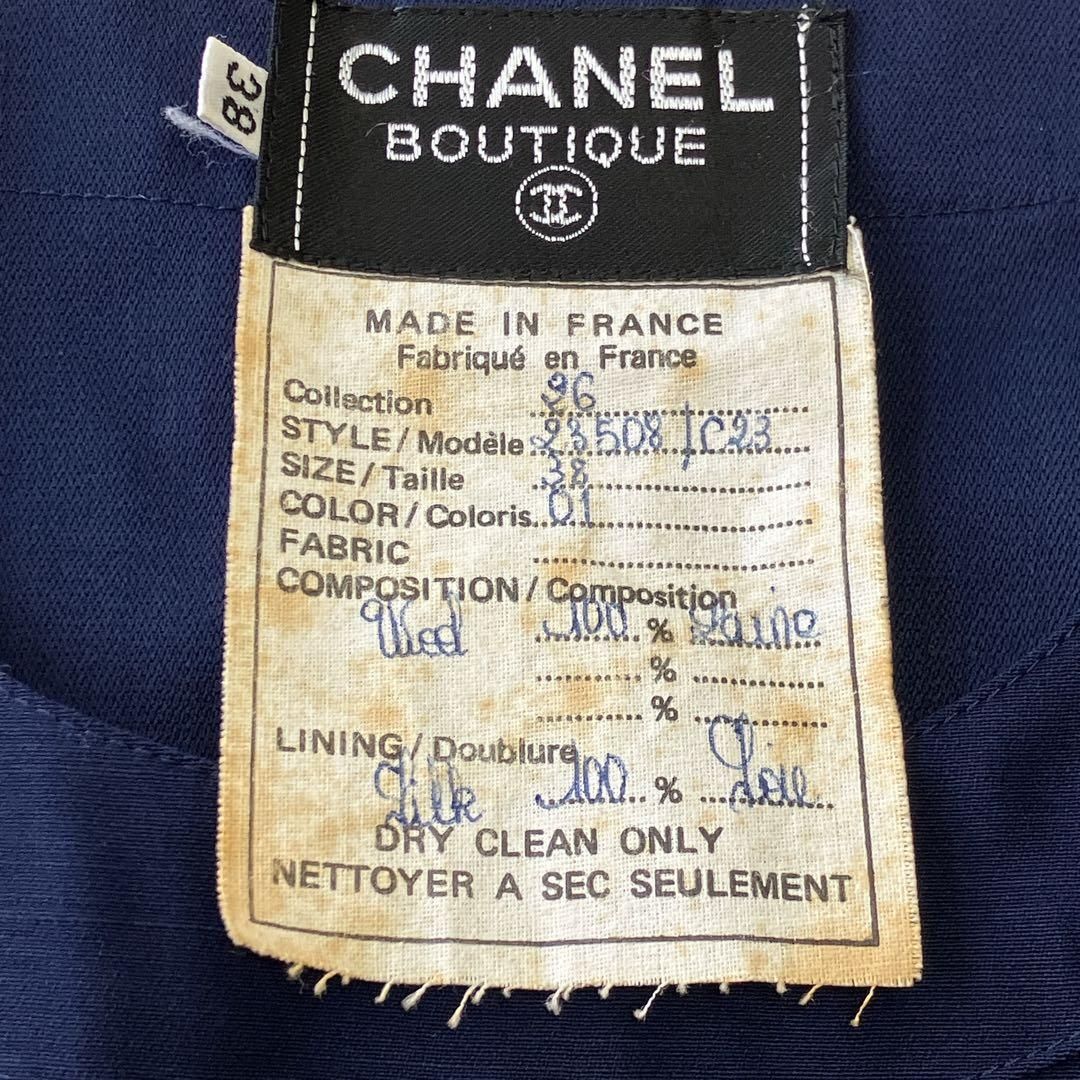 38
CHANEL
BOUTIQUE
MADE IN FRANCE
Fabriqué en France
Collection 26
STYLE/Modèle 23508/C23
SIZE/Taille 38
COLOR/Coloris 01
FABRIC
COMPOSITION/Composition
Wool 100 % Laine
%
%
LINING/Doublure
Silk 100 % Soie
DRY CLEAN ONLY
NETTOYER A SEC SEULEMENT